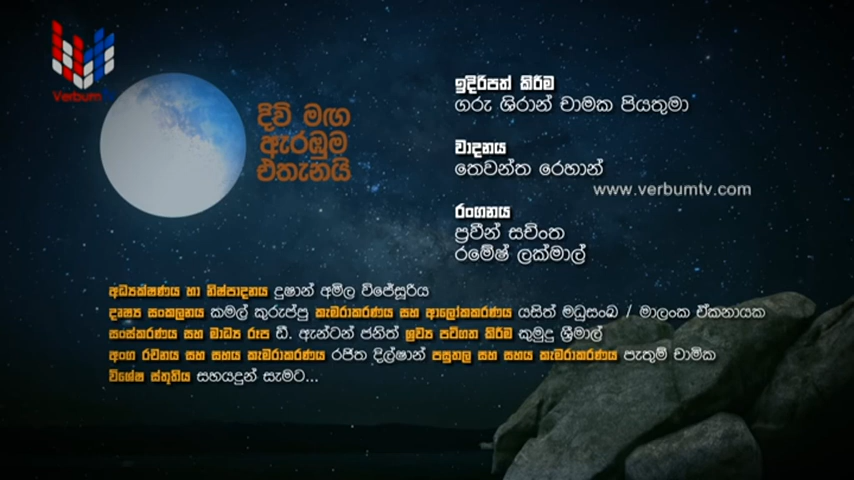 Verbum TV
දිවි මඟ
ඇරඹුම
එතැනයි
ඉදිරිපත් කිරීම
ගරු ශිරාන් චාමක පියතුමා
වාදනය
තෙවන්ත රෙහාන්
www.verbumtv.com
රංගනය
ප්‍රවීන් සචිංත
රමේෂ් ලක්මාල්
අධ්‍යක්ෂණය හා නිෂ්පාදනය දුෂාන් අමිල විජේසූරිය
දෘෂ්‍ය සංකලනය කමල් කුරුප්පු කැමරාකරණය සහ ආලෝකකරණය යසිත් මධුසංඛ / මාලංක ඒකනායක
සංස්කරණය සහ මාධ්‍ය රූප ඩී. ඇන්ටන් ජනිත් ශ්‍රව්‍ය පටිගත කිරීම කුමුදු ශ්‍රීමාල්
අංග රචනය සහ සහය කැමරාකරණය රජිත දිල්ෂාන් පසුතල සහ සහය කැමරාකරණය පැතුම් චාමික
විශේෂ ස්තූතිය සහයදුන් සැමට...